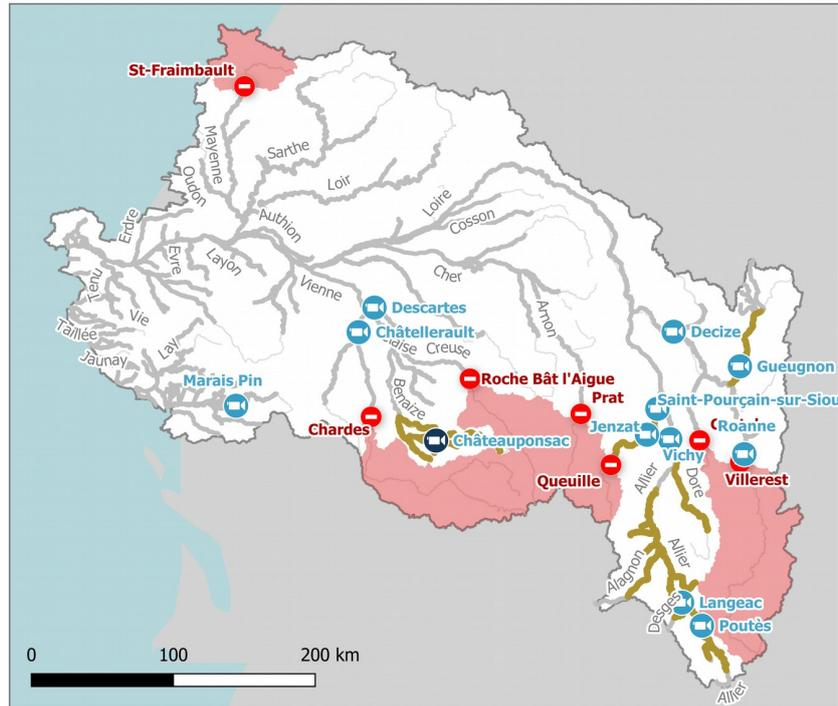 St-Fraimbault
Mayenne
Sarthe
Oudon
Loir
Erdre
Authion
Loire
Cosson
Evre
Layon
Cher
Tenu
Vienne
Arnon
Vie
Descartes
Taillée
Châtellerault
Decize
Jaunay
Lay
Creuse
Gueugnon
Marais Pin
Roche Bât l'Aigue
Benaize
Prat
Saint-Pourçain-sur-Siou
Chardes
Jenzat
Roanne
Châteauponsac
Vichy
Queuille
Allier
Dore
Villerest
Allier
Alagnon
Desges
Langeac
Poutès
0 100 200 km
Allier